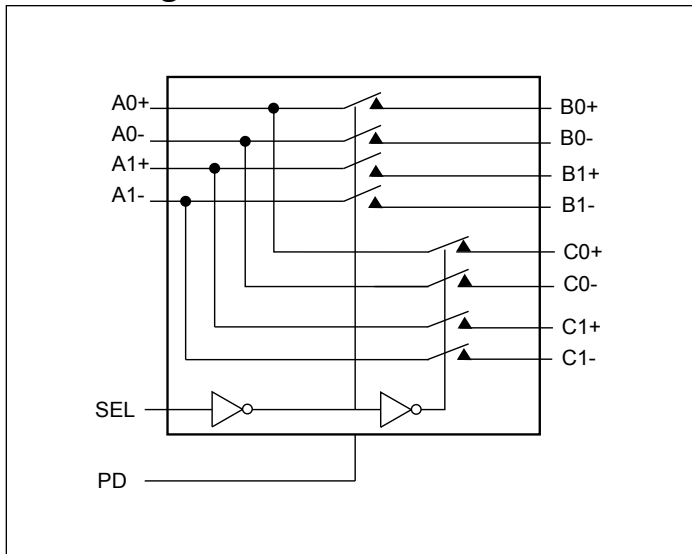 A0+
A0-
A1+
A1-
B0+
B0-
B1+
B1-
C0+
C0-
C1+
C1-
SEL
PD